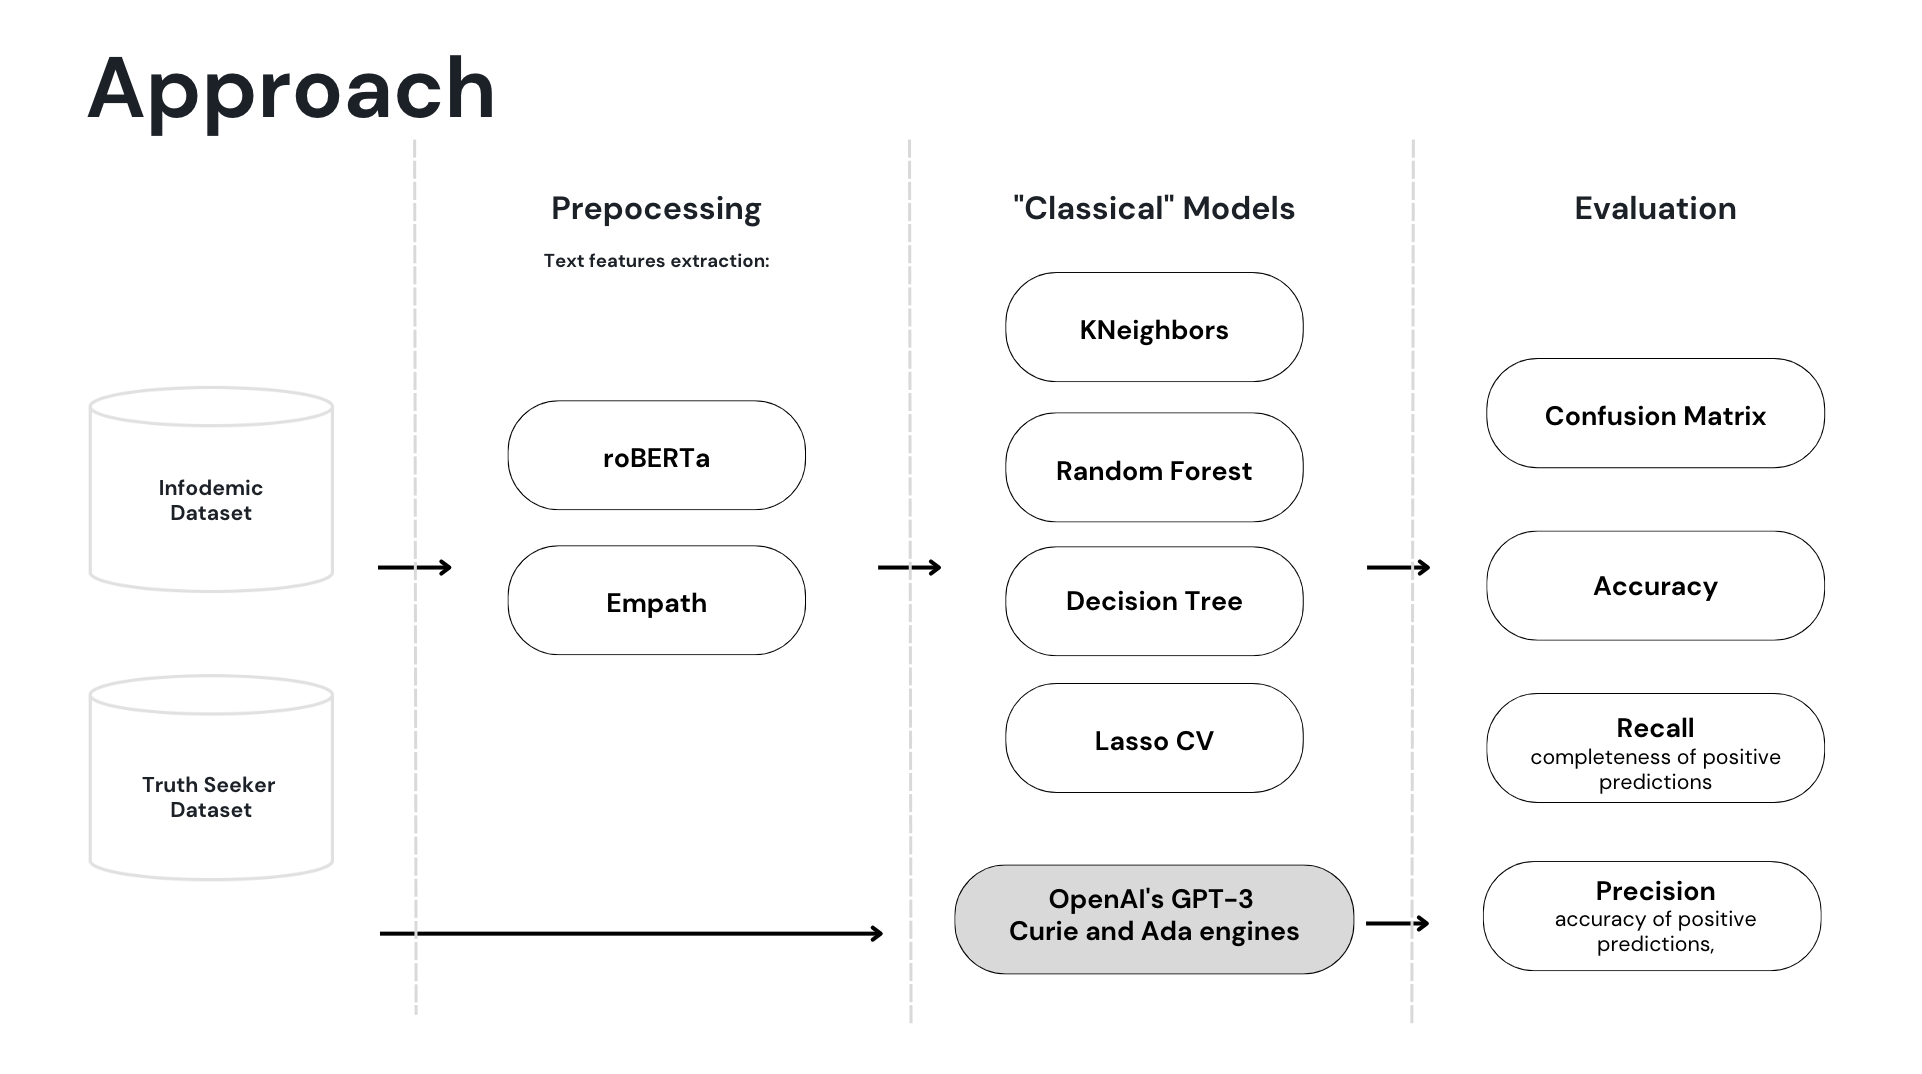 Approach
Infodemic
Dataset
Truth Seeker
Dataset
Prepocessing
Text features extraction:
roBERTa
Empath
"Classical" Models
KNeighbors
Random Forest
Decision Tree
Lasso CV
OpenAI's GPT-3
Curie and Ada engines
Evaluation
Confusion Matrix
Accuracy
Recall
completeness of positive
predictions
Precision
accuracy of positive
predictions,